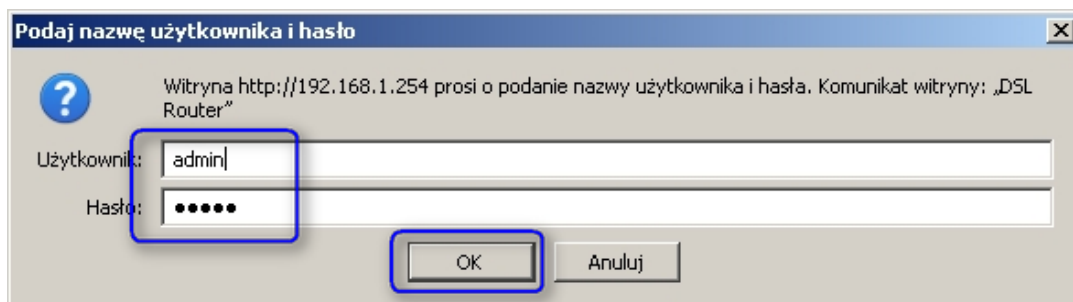 Podaj nazwę użytkownika i hasło
Witryna http://192.168.1.254 prosi o podanie nazwy użytkownika i hasła. Komunikat witryny: „DSL
Router”
Użytkownik: admin
Hasło: •••••
OK Anuluj